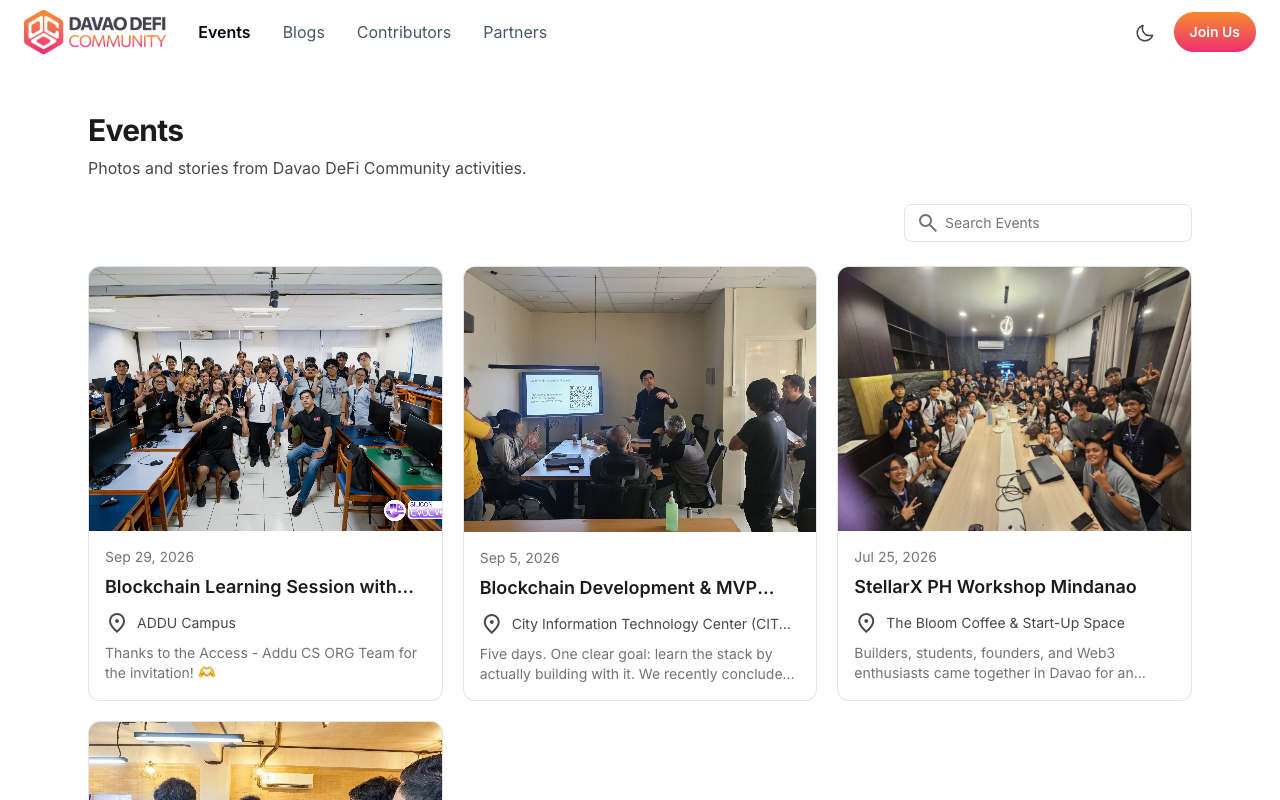 DAVAO DEFI
COMMUNITY
Events
Blogs
Contributors
Partners
Join Us
Events
Photos and stories from Davao DeFi Community activities.
Search Events
SILICON
EVOLVE
Sep 29, 2026
Blockchain Learning Session with...
ADDU Campus
Thanks to the Access - Addu CS ORG Team for
the invitation! 🫶
Sep 5, 2026
Blockchain Development & MVP...
City Information Technology Center (CIT...
Five days. One clear goal: learn the stack by
actually building with it. We recently conclude...
Jul 25, 2026
StellarX PH Workshop Mindanao
The Bloom Coffee & Start-Up Space
Builders, students, founders, and Web3
enthusiasts came together in Davao for an...